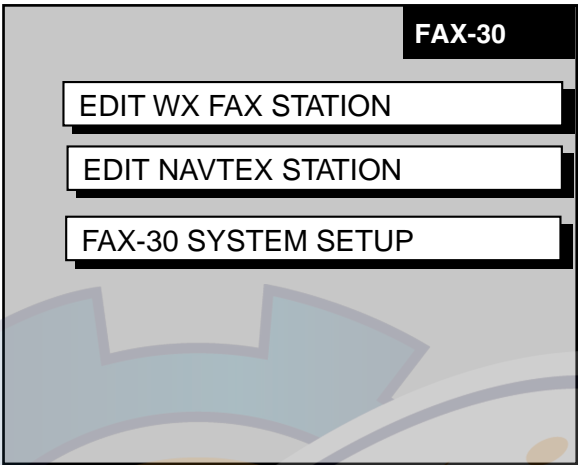 FAX-30
EDIT WX FAX STATION
EDIT NAVTEX STATION
FAX-30 SYSTEM SETUP